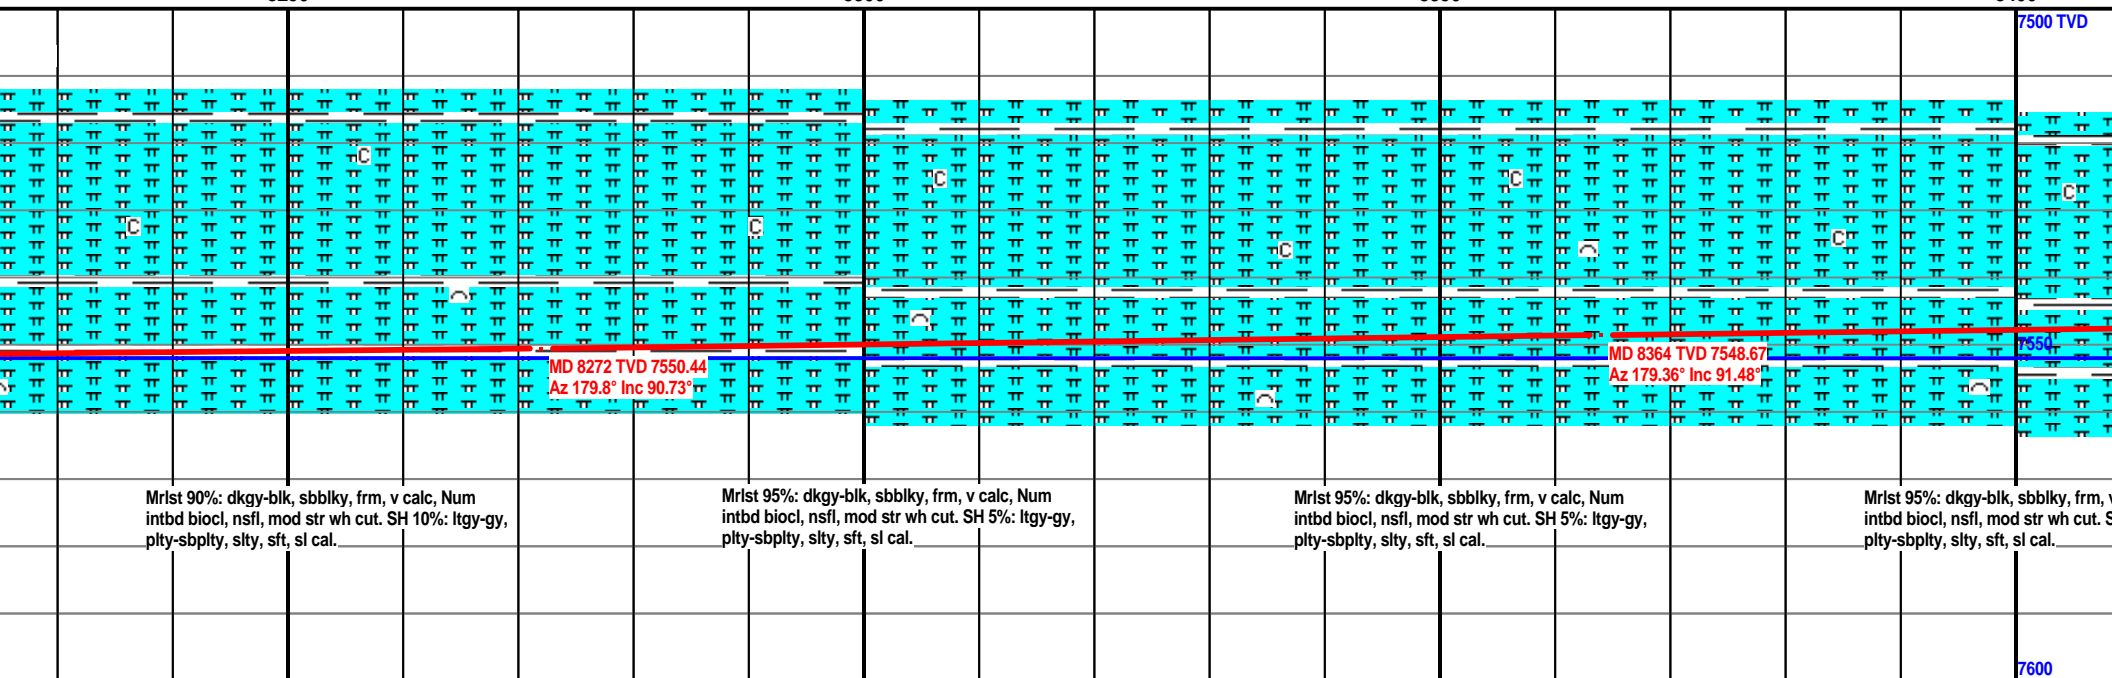 7500 TVD
C
C
C
C
C
C
C
C
MD 8272 TVD 7550.44
Az 179.8° Inc 90.73°
MD 8364 TVD 7548.67
Az 179.36° Inc 91.48°
7550
Mrlst 90%: dkgy-blk, sbblky, frm, v calc, Num
intbd biocl, nsfl, mod str wh cut. SH 10%: ltgy-gy,
plty-sbplty, slty, sft, sl cal.
Mrlst 95%: dkgy-blk, sbblky, frm, v calc, Num
intbd biocl, nsfl, mod str wh cut. SH 5%: ltgy-gy,
plty-sbplty, slty, sft, sl cal.
Mrlst 95%: dkgy-blk, sbblky, frm, v calc, Num
intbd biocl, nsfl, mod str wh cut. SH 5%: ltgy-gy,
plty-sbplty, slty, sft, sl cal.
Mrlst 95%: dkgy-blk, sbblky, frm, v
intbd biocl, nsfl, mod str wh cut. S
plty-sbplty, slty, sft, sl cal.
7600